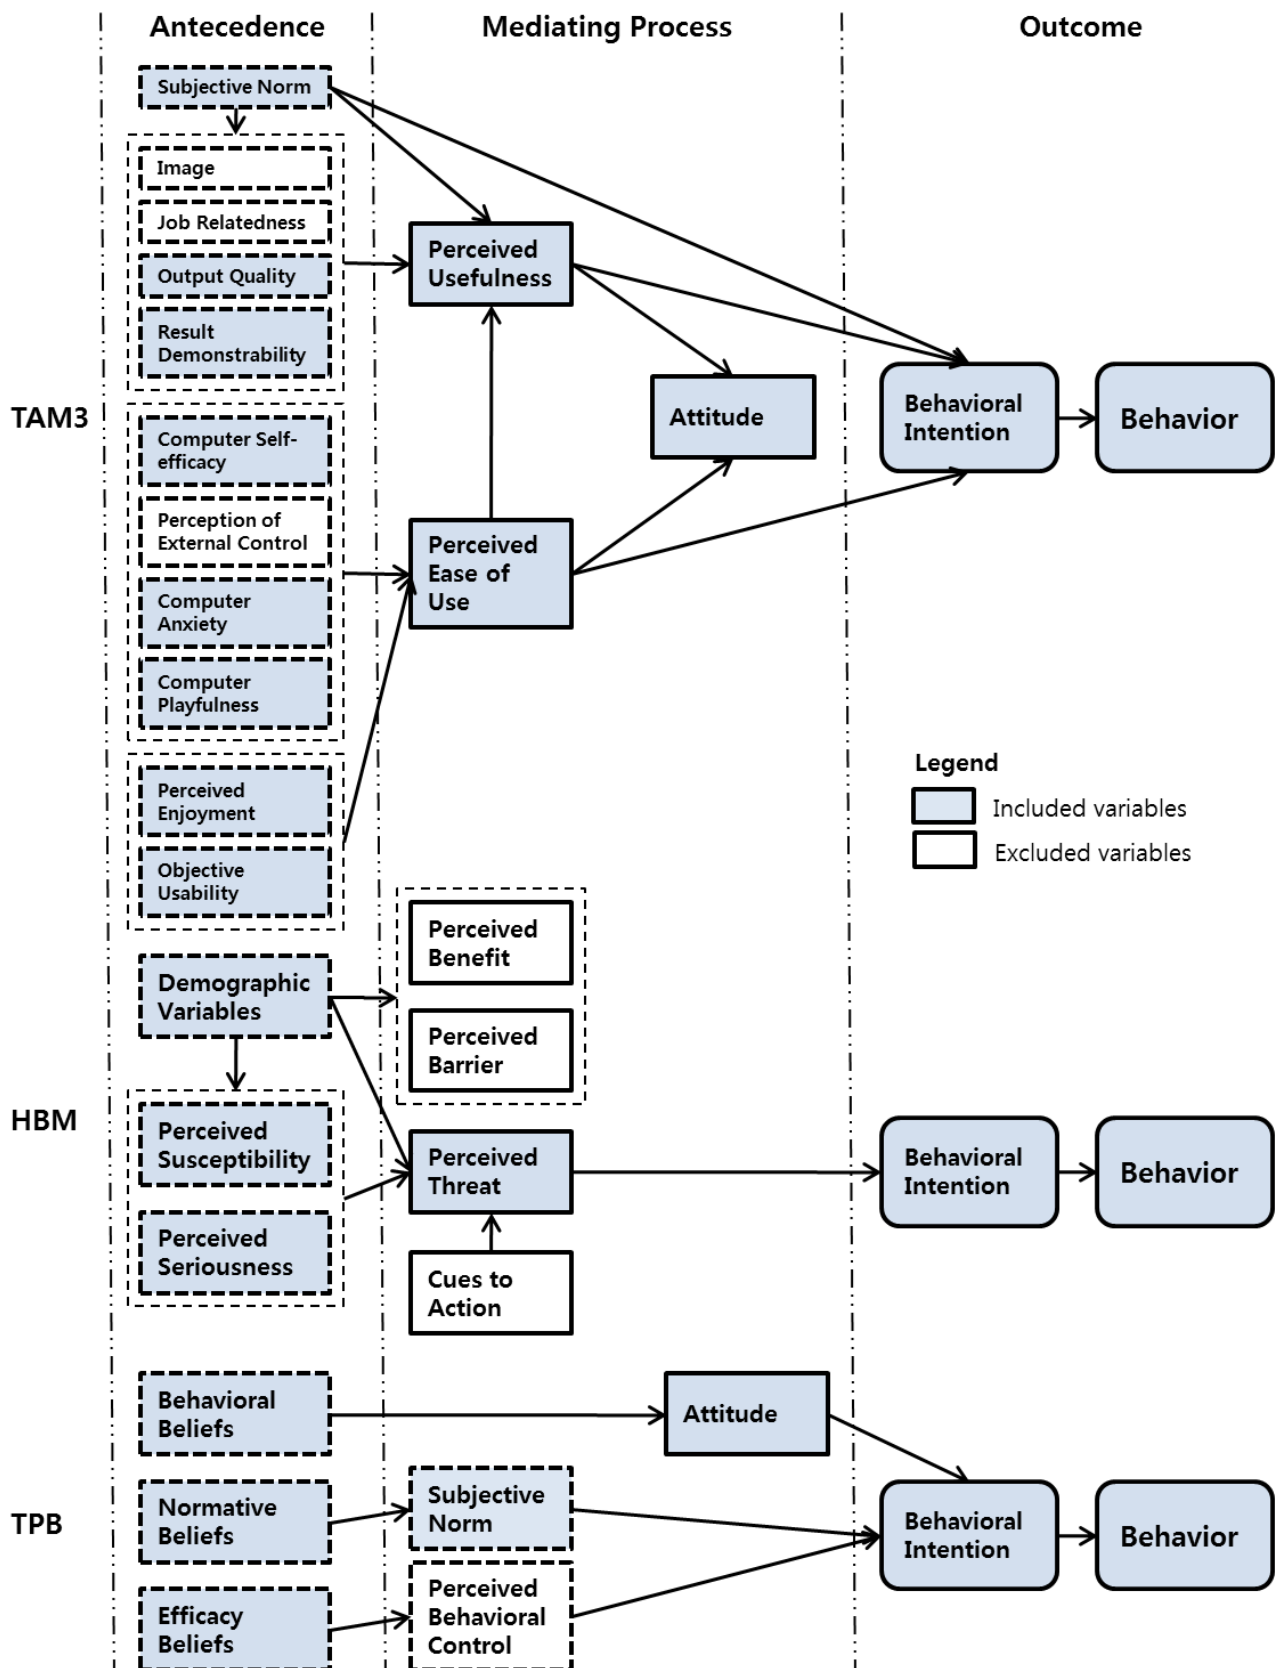 Antecedence
Mediating Process
Outcome
Subjective Norm
Image
Job Relatedness
Output Quality
Result
Demonstrability
Perceived
Usefulness
Attitude
Behavioral
Intention
Behavior
TAM3
Computer Self-
efficacy
Perception of
External Control
Computer
Anxiety
Computer
Playfulness
Perceived
Ease of
Use
Perceived
Enjoyment
Objective
Usability
Legend
Included variables
Excluded variables
Demographic
Variables
Perceived
Benefit
Perceived
Barrier
HBM
Perceived
Susceptibility
Perceived
Seriousness
Perceived
Threat
Cues to
Action
Behavioral
Intention
Behavior
Behavioral
Beliefs
Attitude
TPB
Normative
Beliefs
Subjective
Norm
Behavioral
Intention
Behavior
Efficacy
Beliefs
Perceived
Behavioral
Control